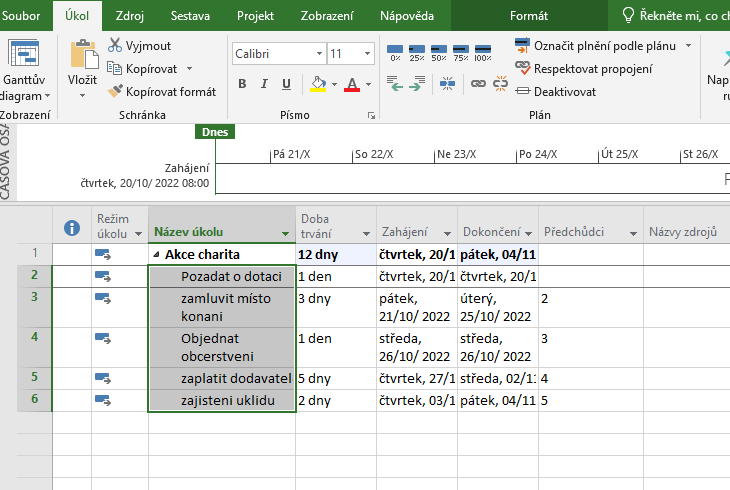 Soubor Úkol Zdroj Sestava Projekt Zobrazení Nápověda Formát Řekněte mi, co ch
Ganttův diagram
Zobrazení
Vložit
Vyjmout
Kopírovat
Kopírovat formát
Schránka
Calibri 11
B I U A
Písmo
0% 25% 50% 75% 100%
Označit plnění podle plánu
Respektovat propojení
Deaktivovat
Plán
Nap
ru
Dnes
ČASOVÁ OSA
Zahájení
čtvrtek, 20/10/ 2022 08:00
Pá 21/X So 22/X Ne 23/X Po 24/X Út 25/X St 26/X
Režim úkolu Název úkolu Doba trvání Zahájení Dokončení Předchůdci Názvy zdrojů
1 Akce charita 12 dny čtvrtek, 20/1 pátek, 04/11
2 Pozadat o dotaci 1 den čtvrtek, 20/1 čtvrtek, 20/1
3 zamluvit místo konani 3 dny pátek, 21/10/ 2022 úterý, 25/10/ 2022 2
4 Objednat obcerstveni 1 den středa, 26/10/ 2022 středa, 26/10/ 2022 3
5 zaplatit dodavatel 5 dny čtvrtek, 27/1 středa, 02/11 4
6 zajisteni uklidu 2 dny čtvrtek, 03/1 pátek, 04/11 5